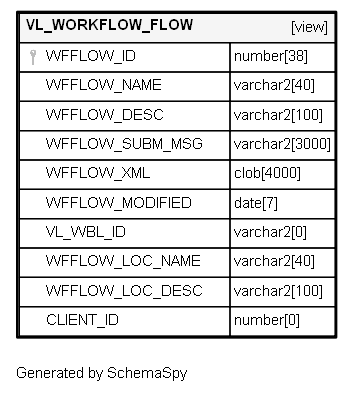 VL_WORKFLOW_FLOW [view]
WFFLOW_ID number[38]
WFFLOW_NAME varchar2[40]
WFFLOW_DESC varchar2[100]
WFFLOW_SUBM_MSG varchar2[3000]
WFFLOW_XML clob[4000]
WFFLOW_MODIFIED date[7]
VL_WBL_ID varchar2[0]
WFFLOW_LOC_NAME varchar2[40]
WFFLOW_LOC_DESC varchar2[100]
CLIENT_ID number[0]
Generated by SchemaSpy